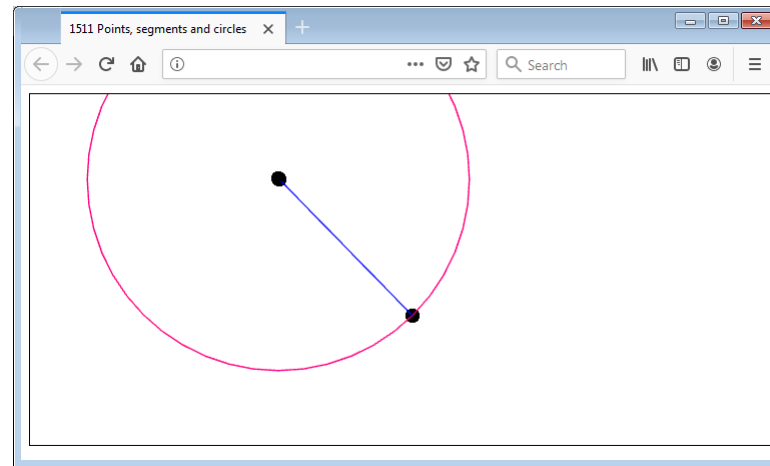 1511 Points, segments and circles
Search